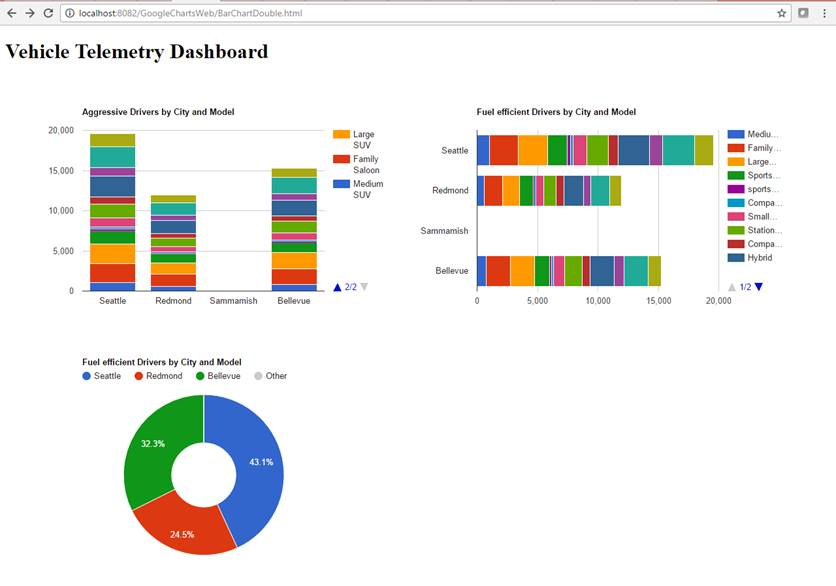 localhost:8082/GoogleChartsWeb/BarChartDouble.html
Vehicle Telemetry Dashboard
Aggressive Drivers by City and Model
20,000
15,000
10,000
5,000
0
Seattle
Redmond
Sammamish
Bellevue
Large
SUV
Family
Saloon
Medium
SUV
2/2
Fuel efficient Drivers by City and Model
Seattle
Redmond
Sammamish
Bellevue
0
5,000
10,000
15,000
20,000
Mediu...
Family...
Large...
Sports...
sports...
Compa...
Small...
Station...
Compa...
Hybrid
1/2
Fuel efficient Drivers by City and Model
Seattle
Redmond
Bellevue
Other
32.3%
43.1%
24.5%